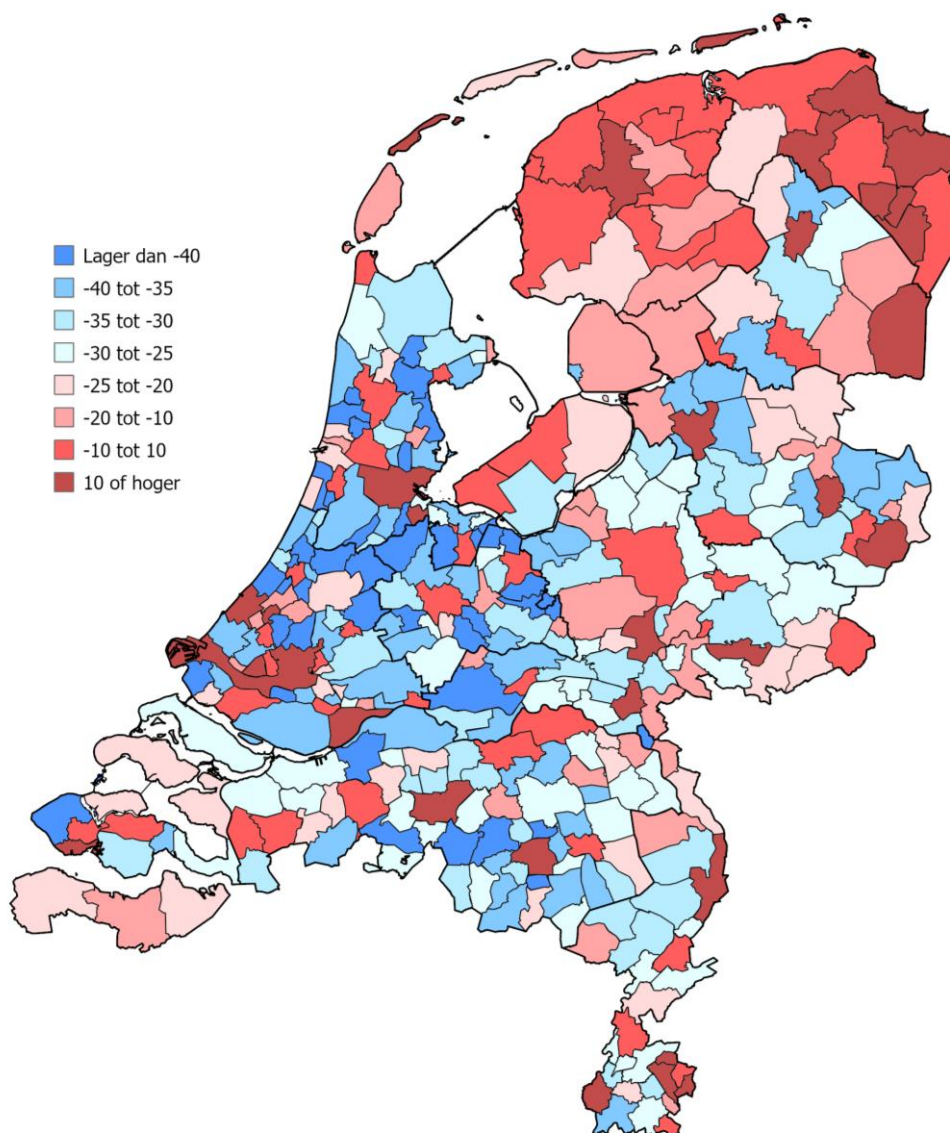 Lager dan -40
-40 tot -35
-35 tot -30
-30 tot -25
-25 tot -20
-20 tot -10
-10 tot 10
10 of hoger